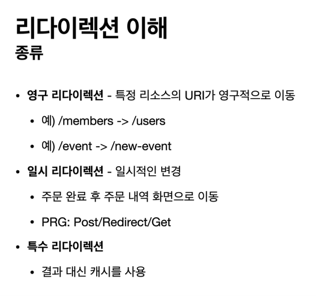 리다이렉션 이해
종류
• 영구 리다이렉션 - 특정 리소스의 URI가 영구적으로 이동
• 예) /members -> /users
• 예) /event -> /new-event
• 일시 리다이렉션 - 일시적인 변경
• 주문 완료 후 주문 내역 화면으로 이동
• PRG: Post/Redirect/Get
• 특수 리다이렉션
• 결과 대신 캐시를 사용